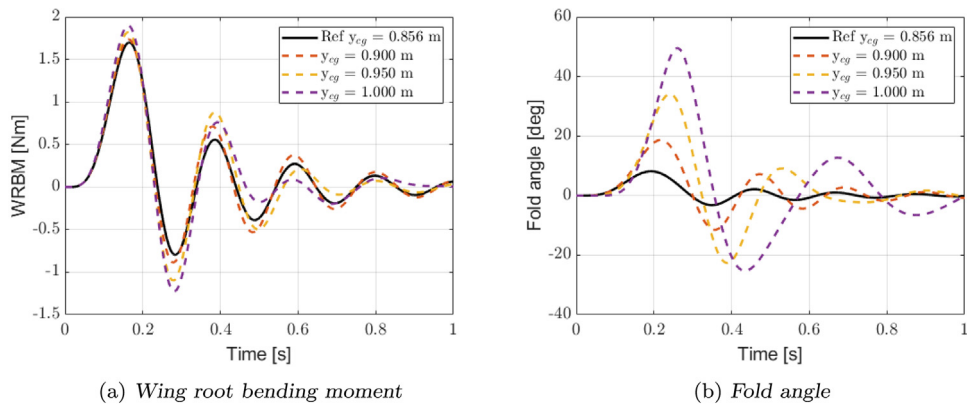 2
1.5
1
0.5
0
-0.5
-1
-1.5
WRBM [Nm]
0 0.2 0.4 0.6 0.8 1
Time [s]
Ref y_cg = 0.856 m
y_cg = 0.900 m
y_cg = 0.950 m
y_cg = 1.000 m
(a) Wing root bending moment
60
40
20
0
-20
-40
Fold angle [deg]
0 0.2 0.4 0.6 0.8 1
Time [s]
Ref y_cg = 0.856 m
y_cg = 0.900 m
y_cg = 0.950 m
y_cg = 1.000 m
(b) Fold angle